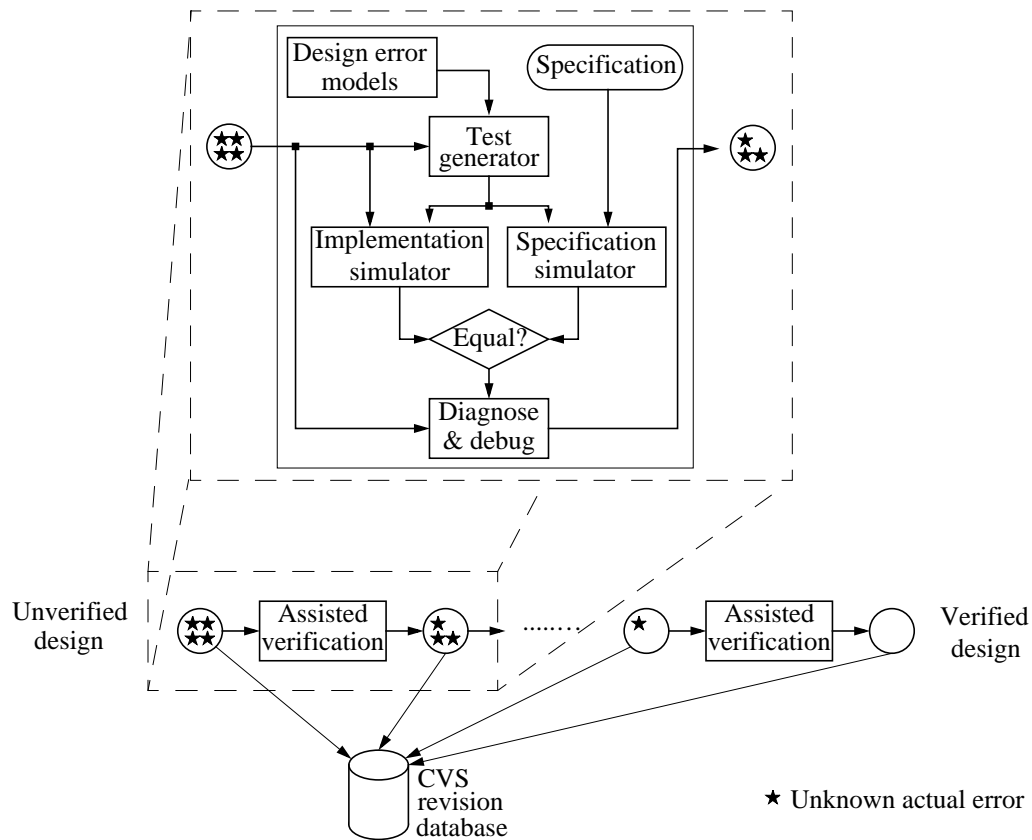 Design error
models
Specification
Test
generator
Implementation
simulator
Specification
simulator
Equal?
Diagnose
& debug
Unverified
design
Assisted
verification
Assisted
verification
Verified
design
CVS
revision
database
Unknown actual error